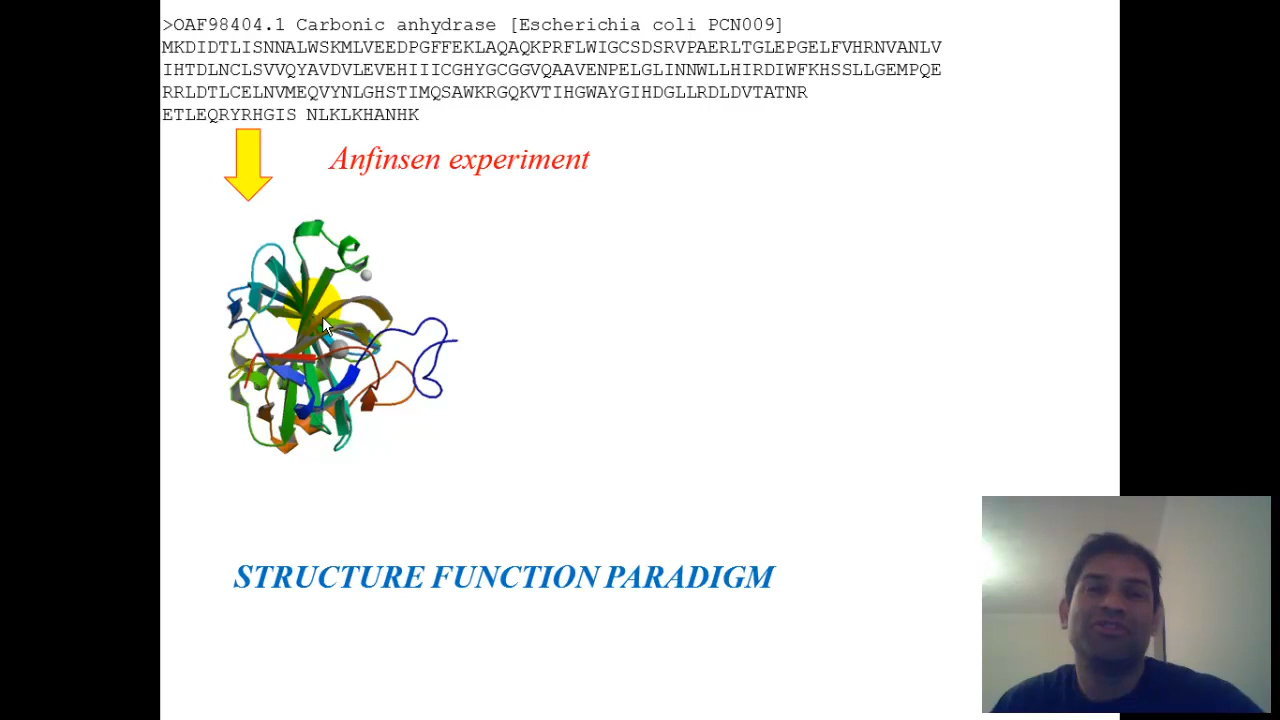 >OAF98404.1 Carbonic anhydrase [Escherichia coli PCN009]
MKDIDTLISNNALWSKMLVEEDPGFFEKLAQAQKPRFLWIGCSDSRVPAERLTGLEPGELFVHRNVANLV
IHTDLNCLSVVQYAVDVLEVEHIIICGHYGCGGVQAAVENPELGLINNWLLHIRDIWFKHSSLLGEMPQE
RRLDTLCELNVMEQVYNLGHSTIMQSAWKRGQKVTIHGWAYGIHDGLLRDLDVTATNR
ETLEQRYRHGIS NLKLKHANHK
Anfinsen experiment
STRUCTURE FUNCTION PARADIGM